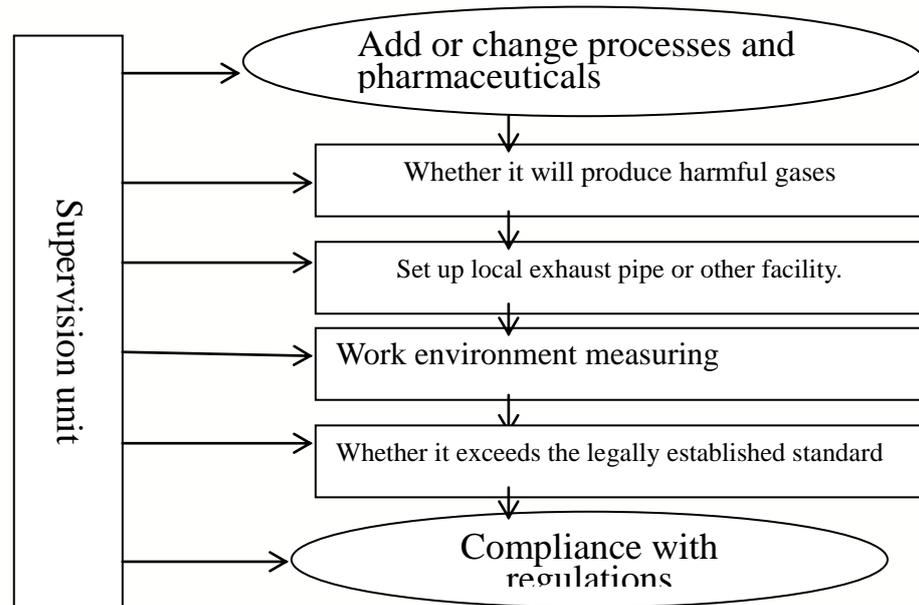 Supervision unit
Add or change processes and
pharmaceuticals
Whether it will produce harmful gases
Set up local exhaust pipe or other facility.
Work environment measuring
Whether it exceeds the legally established standard
Compliance with
regulations